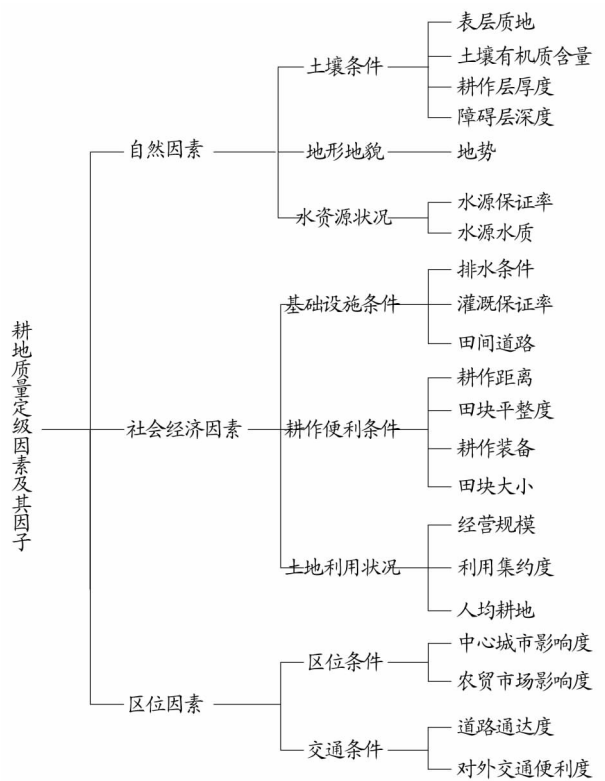 耕地质量定级因素及其因子
自然因素
土壤条件
表层质地
土壤有机质含量
耕作层厚度
障碍层深度
地形地貌
地势
水资源状况
水源保证率
水源水质
社会经济因素
基础设施条件
排水条件
灌溉保证率
田间道路
耕作便利条件
耕作距离
田块平整度
耕作装备
田块大小
土地利用状况
经营规模
利用集约度
人均耕地
区位因素
区位条件
中心城市影响度
农贸市场影响度
交通条件
道路通达度
对外交通便利度